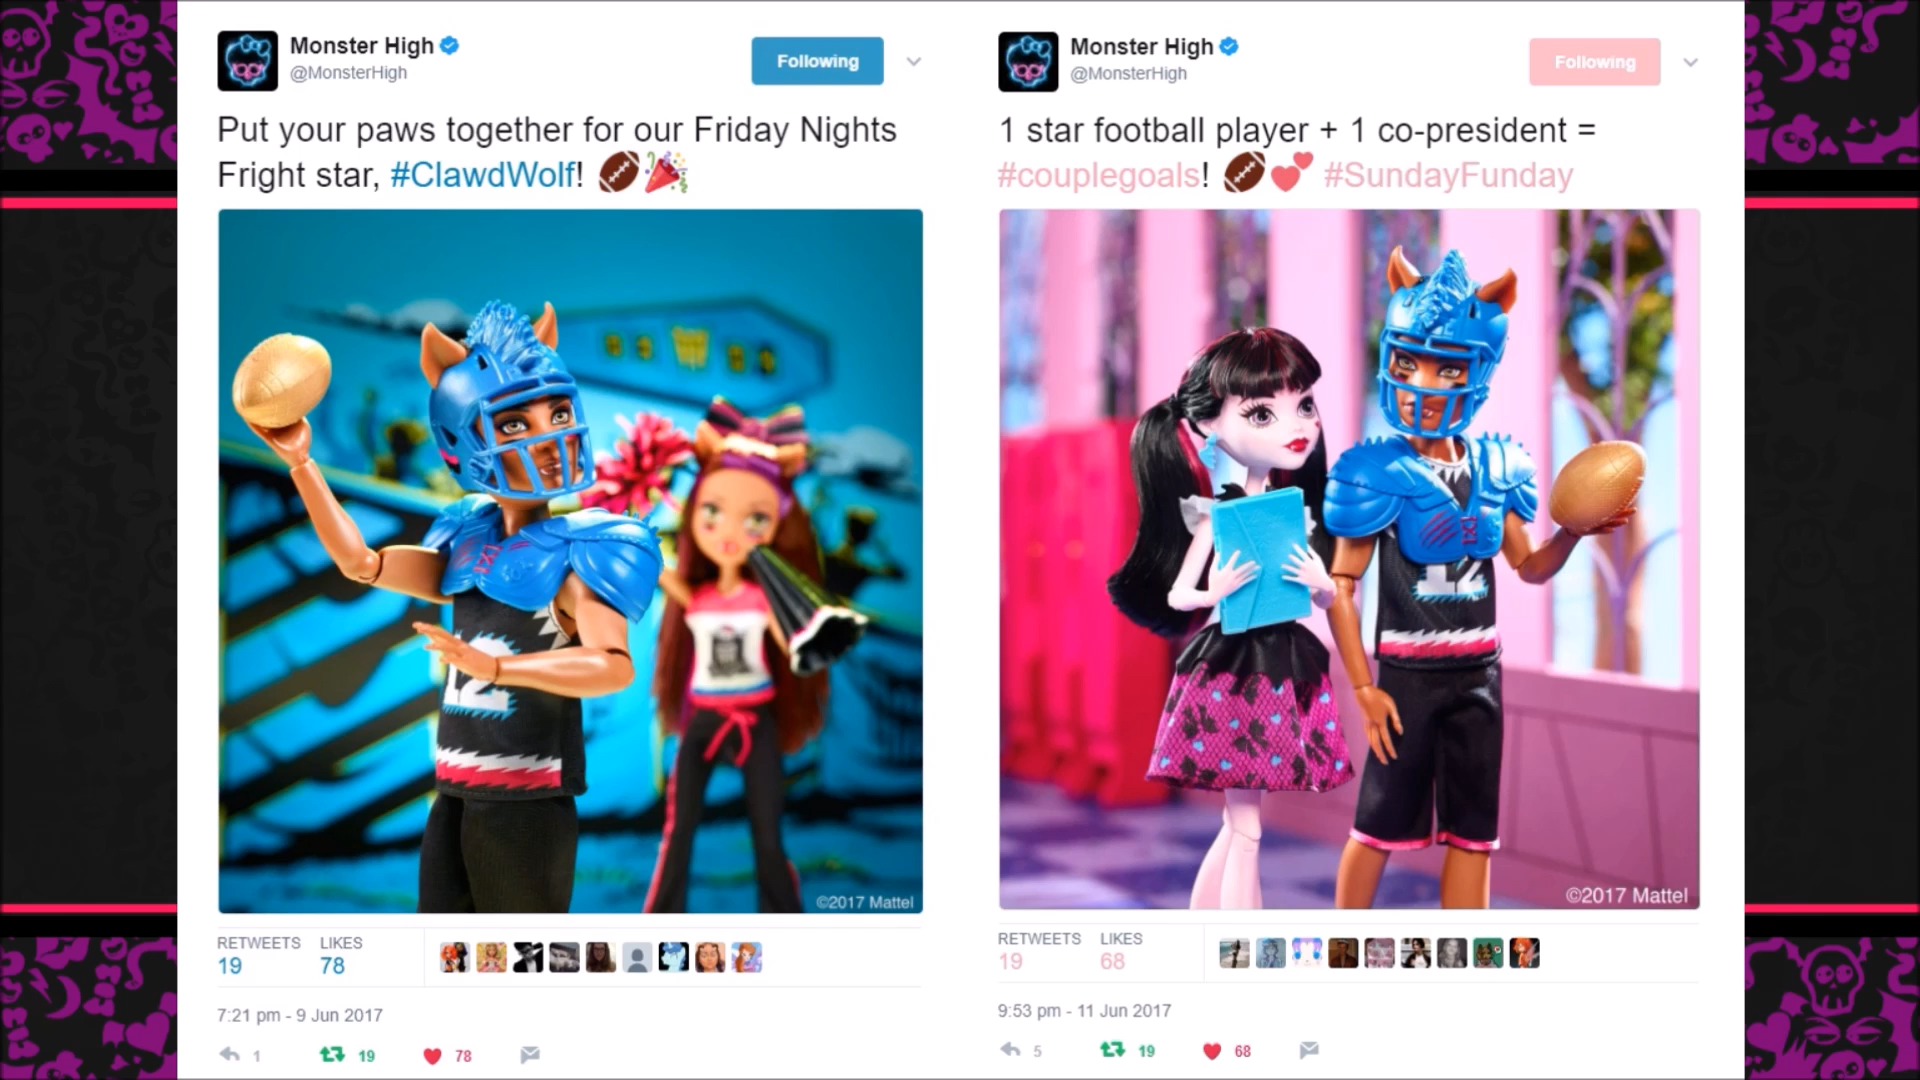 Monster High
@MonsterHigh
Following
Put your paws together for our Friday Nights
Fright star, #ClawdWolf! 🏈🎉
12
©2017 Mattel
RETWEETS LIKES
19 78
7:21 pm - 9 Jun 2017
1 19 78
Monster High
@MonsterHigh
Following
1 star football player + 1 co-president =
#couplegoals! 🏈💕 #SundayFunday
12
©2017 Mattel
RETWEETS LIKES
19 68
9:53 pm - 11 Jun 2017
5 19 68